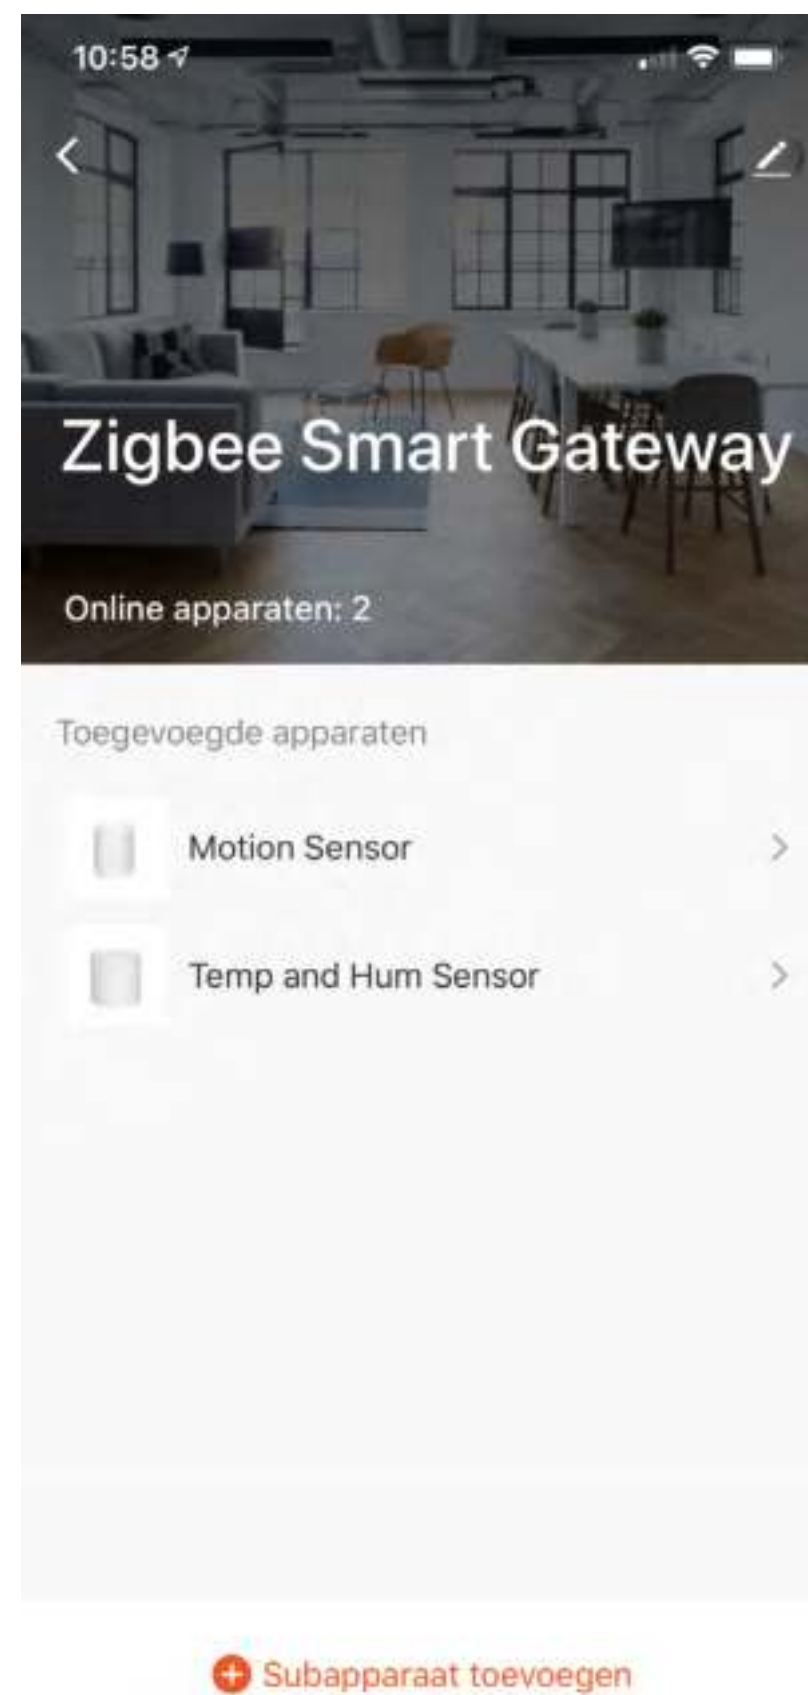 10:58
Zigbee Smart Gateway
Online apparaten: 2
Toegevoegde apparaten
Motion Sensor
Temp and Hum Sensor
Subapparaat toevoegen